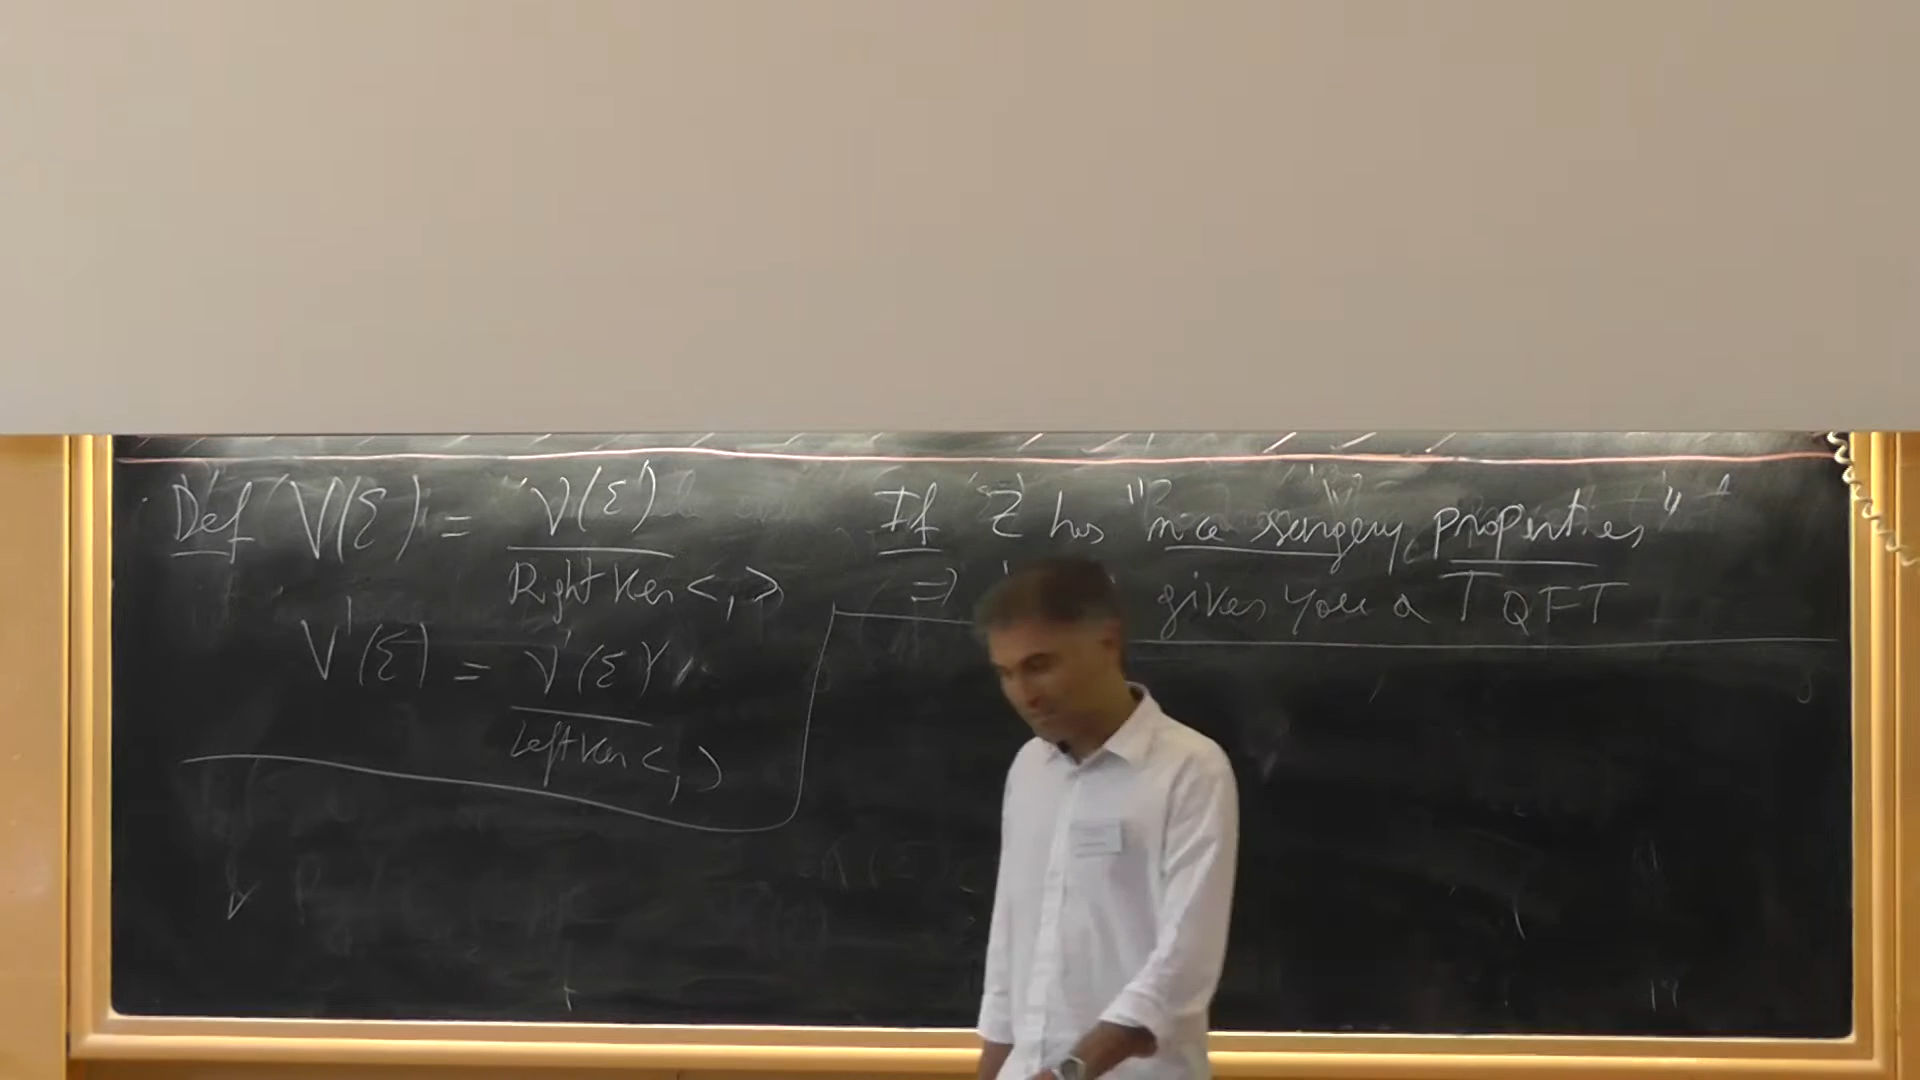 Def V(Σ) = V(Σ)
Right Ker < , >
V'(Σ) = V'(Σ)
Left Ker < , >
If Z has "nice surgery properties"
=> gives you a TQFT